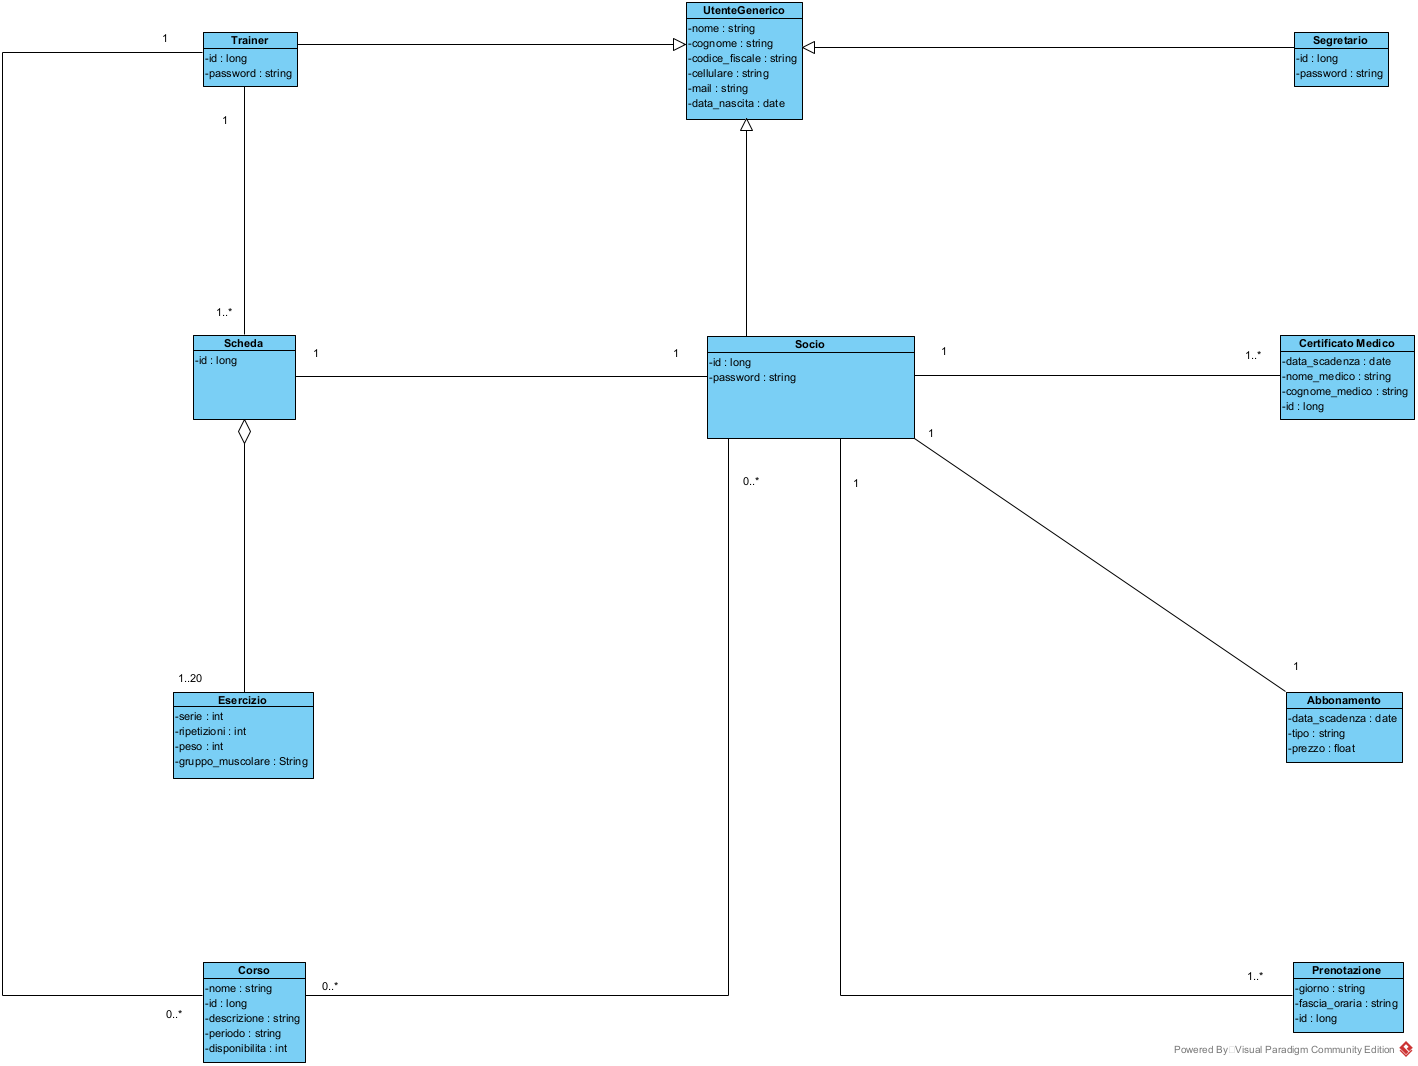 UtenteGenerico
-nome : string
-cognome : string
-codice_fiscale : string
-cellulare : string
-mail : string
-data_nascita : date
1
Trainer
-id : long
-password : string
Segretario
-id : long
-password : string
1
1..*
Scheda
-id : long
1
1
Socio
-id : long
-password : string
1
1..*
Certificato Medico
-data_scadenza : date
-nome_medico : string
-cognome_medico : string
-id : long
1
0..*
1
1..20
Esercizio
-serie : int
-ripetizioni : int
-peso : int
-gruppo_muscolare : String
1
Abbonamento
-data_scadenza : date
-tipo : string
-prezzo : float
Corso
-nome : string
-id : long
-descrizione : string
-periodo : string
-disponibilita : int
0..*
0..*
1..*
Prenotazione
-giorno : string
-fascia_oraria : string
-id : long
Powered By Visual Paradigm Community Edition